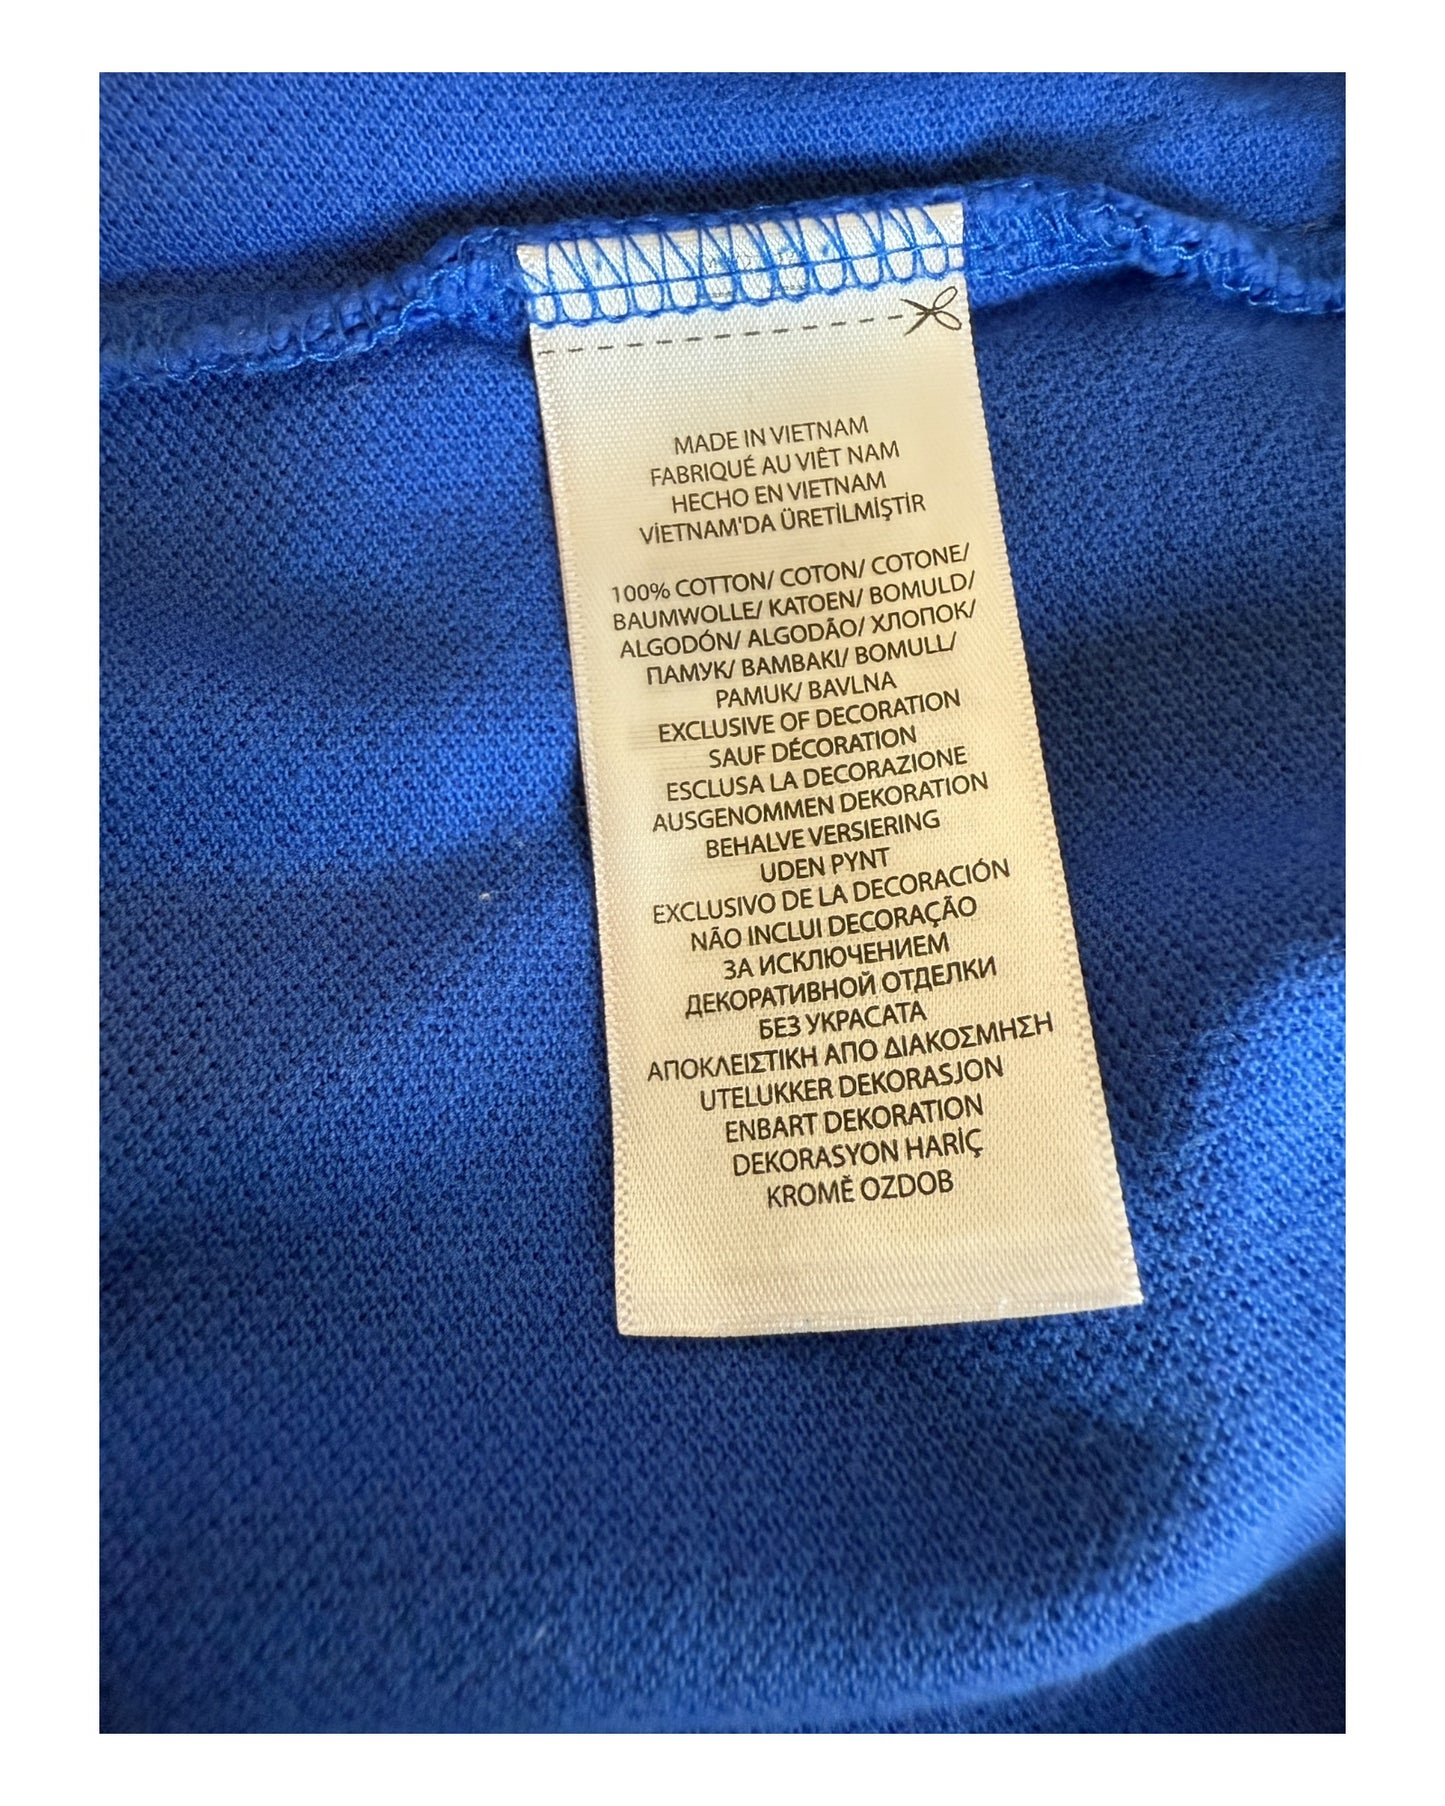 MADE IN VIETNAM
FABRIQUÉ AU VIÊT NAM
HECHO EN VIETNAM
VİETNAM'DA ÜRETİLMİŞTİR
100% COTTON/ COTON/ COTONE/
BAUMWOLLE/ KATOEN/ BOMULD/
ALGODÓN/ ALGODÃO/ ХЛОПОК/
ПАМУК/ BAMBAKI/ BOMULL/
PAMUK/ BAVLNA
EXCLUSIVE OF DECORATION
SAUF DÉCORATION
ESCLUSA LA DECORAZIONE
AUSGENOMMEN DEKORATION
BEHALVE VERSIERING
UDEN PYNT
EXCLUSIVO DE LA DECORACIÓN
NÃO INCLUI DECORAÇÃO
ЗА ИСКЛЮЧЕНИЕМ
ДЕКОРАТИВНОЙ ОТДЕЛКИ
БЕЗ УКРАСАТА
ΑΠΟΚΛΕΙΣΤΙΚΗ ΑΠΟ ΔΙΑΚΟΣΜΗΣΗ
UTELUKKER DEKORASJON
ENBART DEKORATION
DEKORASYON HARİÇ
KROMĚ OZDOB